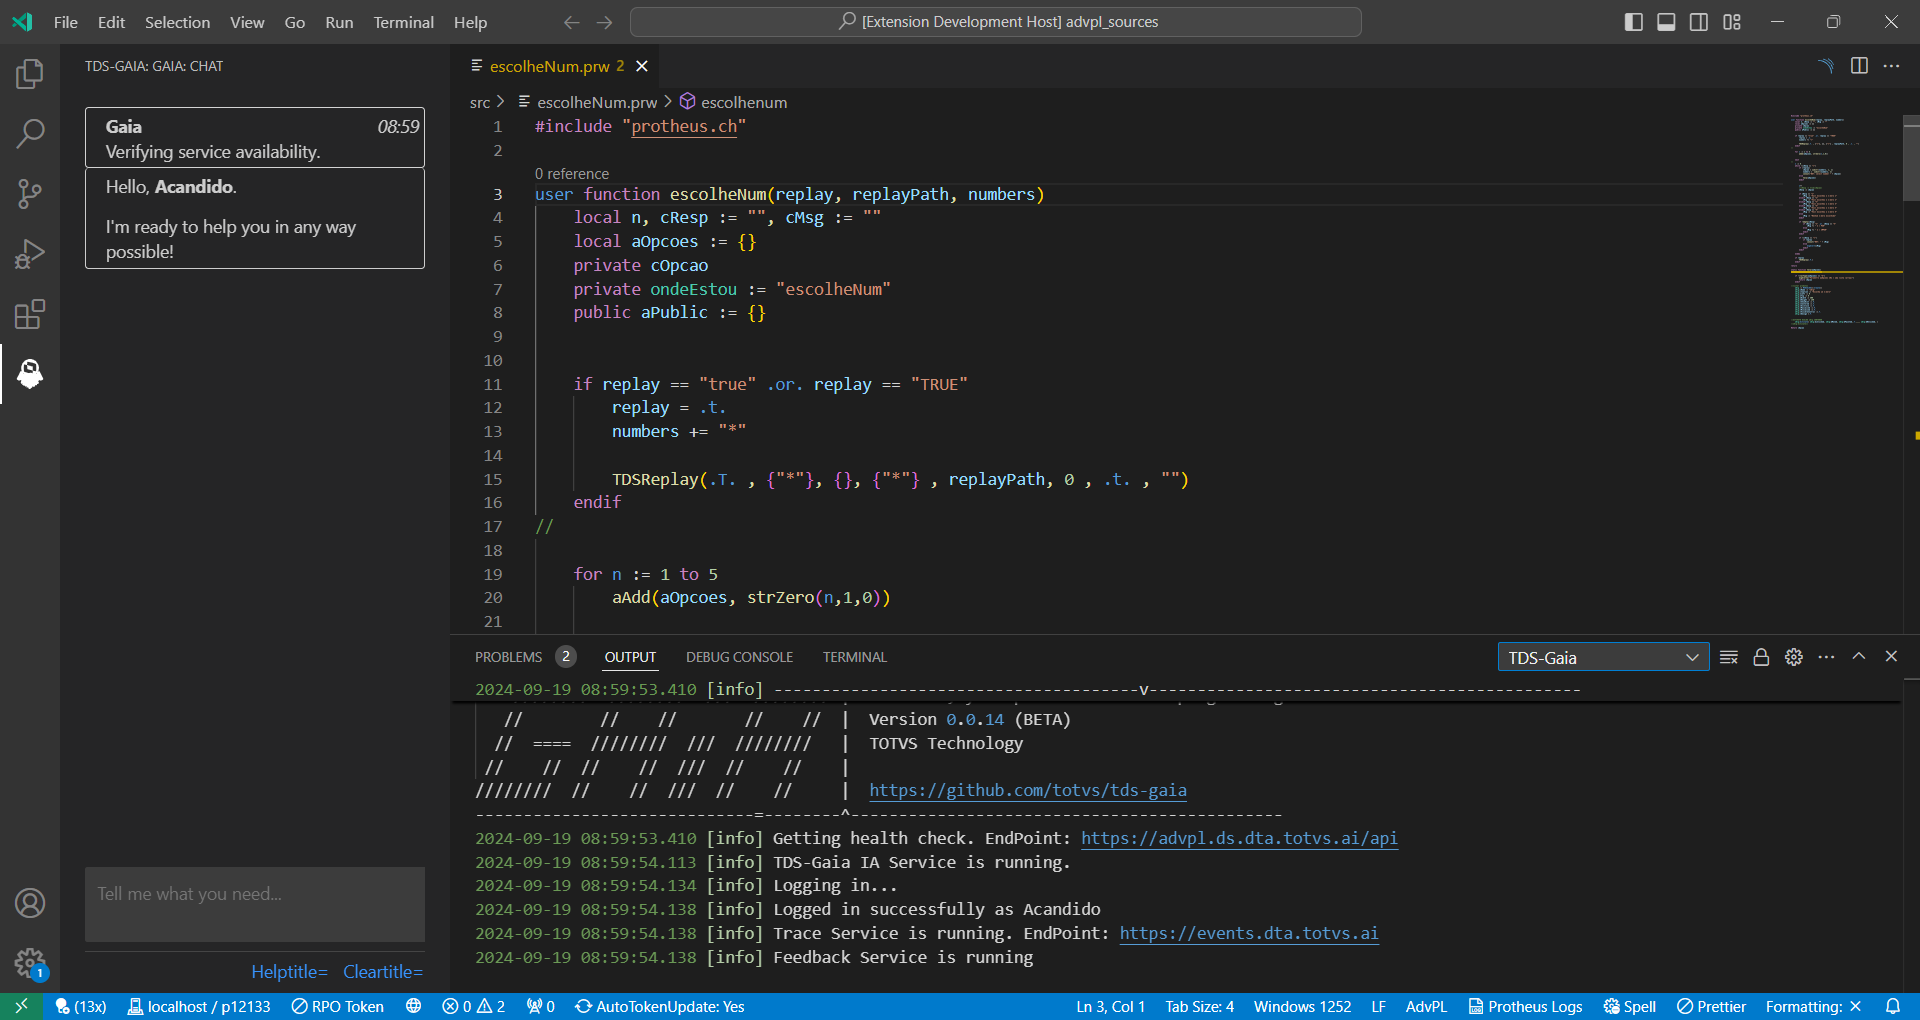 File Edit Selection View Go Run Terminal Help
[Extension Development Host] advpl_sources
TDS-GAIA: GAIA: CHAT
Gaia 08:59
Verifying service availability.
Hello, Acandido.
I'm ready to help you in any way
possible!
Tell me what you need...
Helptitle= Cleartitle=
1
escolheNum.prw 2
src > escolheNum.prw > escolhenum
1 #include "protheus.ch"
2
0 reference
3 user function escolheNum(replay, replayPath, numbers)
4 local n, cResp := "", cMsg := ""
5 local aOpcoes := {}
6 private cOpcao
7 private ondeEstou := "escolheNum"
8 public aPublic := {}
9
10
11 if replay == "true" .or. replay == "TRUE"
12 replay = .t.
13 numbers += "*"
14
15 TDSReplay(.T. , {"*"}, {}, {"*"} , replayPath, 0 , .t. , "")
16 endif
17 //
18
19 for n := 1 to 5
20 aAdd(aOpcoes, strZero(n,1,0))
21
PROBLEMS 2 OUTPUT DEBUG CONSOLE TERMINAL
TDS-Gaia
2024-09-19 08:59:53.410 [info] --------------------------------------v---------------------------------------------
// // // // // | Version 0.0.14 (BETA)
// ==== //////// /// //////// | TOTVS Technology
// // // // /// // // |
//////// // // /// // // | https://github.com/totvs/tds-gaia
-----------------------------=--------^---------------------------------------------
2024-09-19 08:59:53.410 [info] Getting health check. EndPoint: https://advpl.ds.dta.totvs.ai/api
2024-09-19 08:59:54.113 [info] TDS-Gaia IA Service is running.
2024-09-19 08:59:54.134 [info] Logging in...
2024-09-19 08:59:54.138 [info] Logged in successfully as Acandido
2024-09-19 08:59:54.138 [info] Trace Service is running. EndPoint: https://events.dta.totvs.ai
2024-09-19 08:59:54.138 [info] Feedback Service is running
(13x) localhost / p12133 RPO Token 0 2 0 AutoTokenUpdate: Yes
Ln 3, Col 1 Tab Size: 4 Windows 1252 LF AdvPL Protheus Logs Spell Prettier Formatting: ×